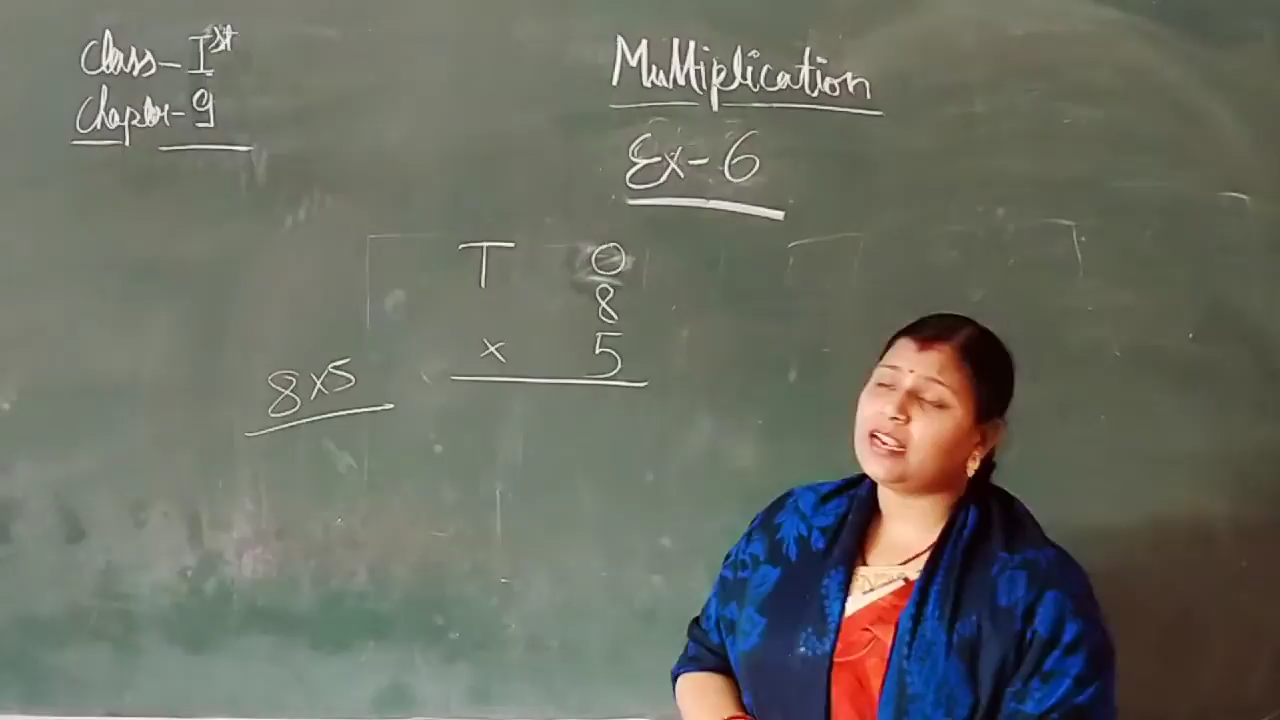 Class- Ist
Chapter-9
Multiplication
Ex-6
T O
8
× 5
8×5